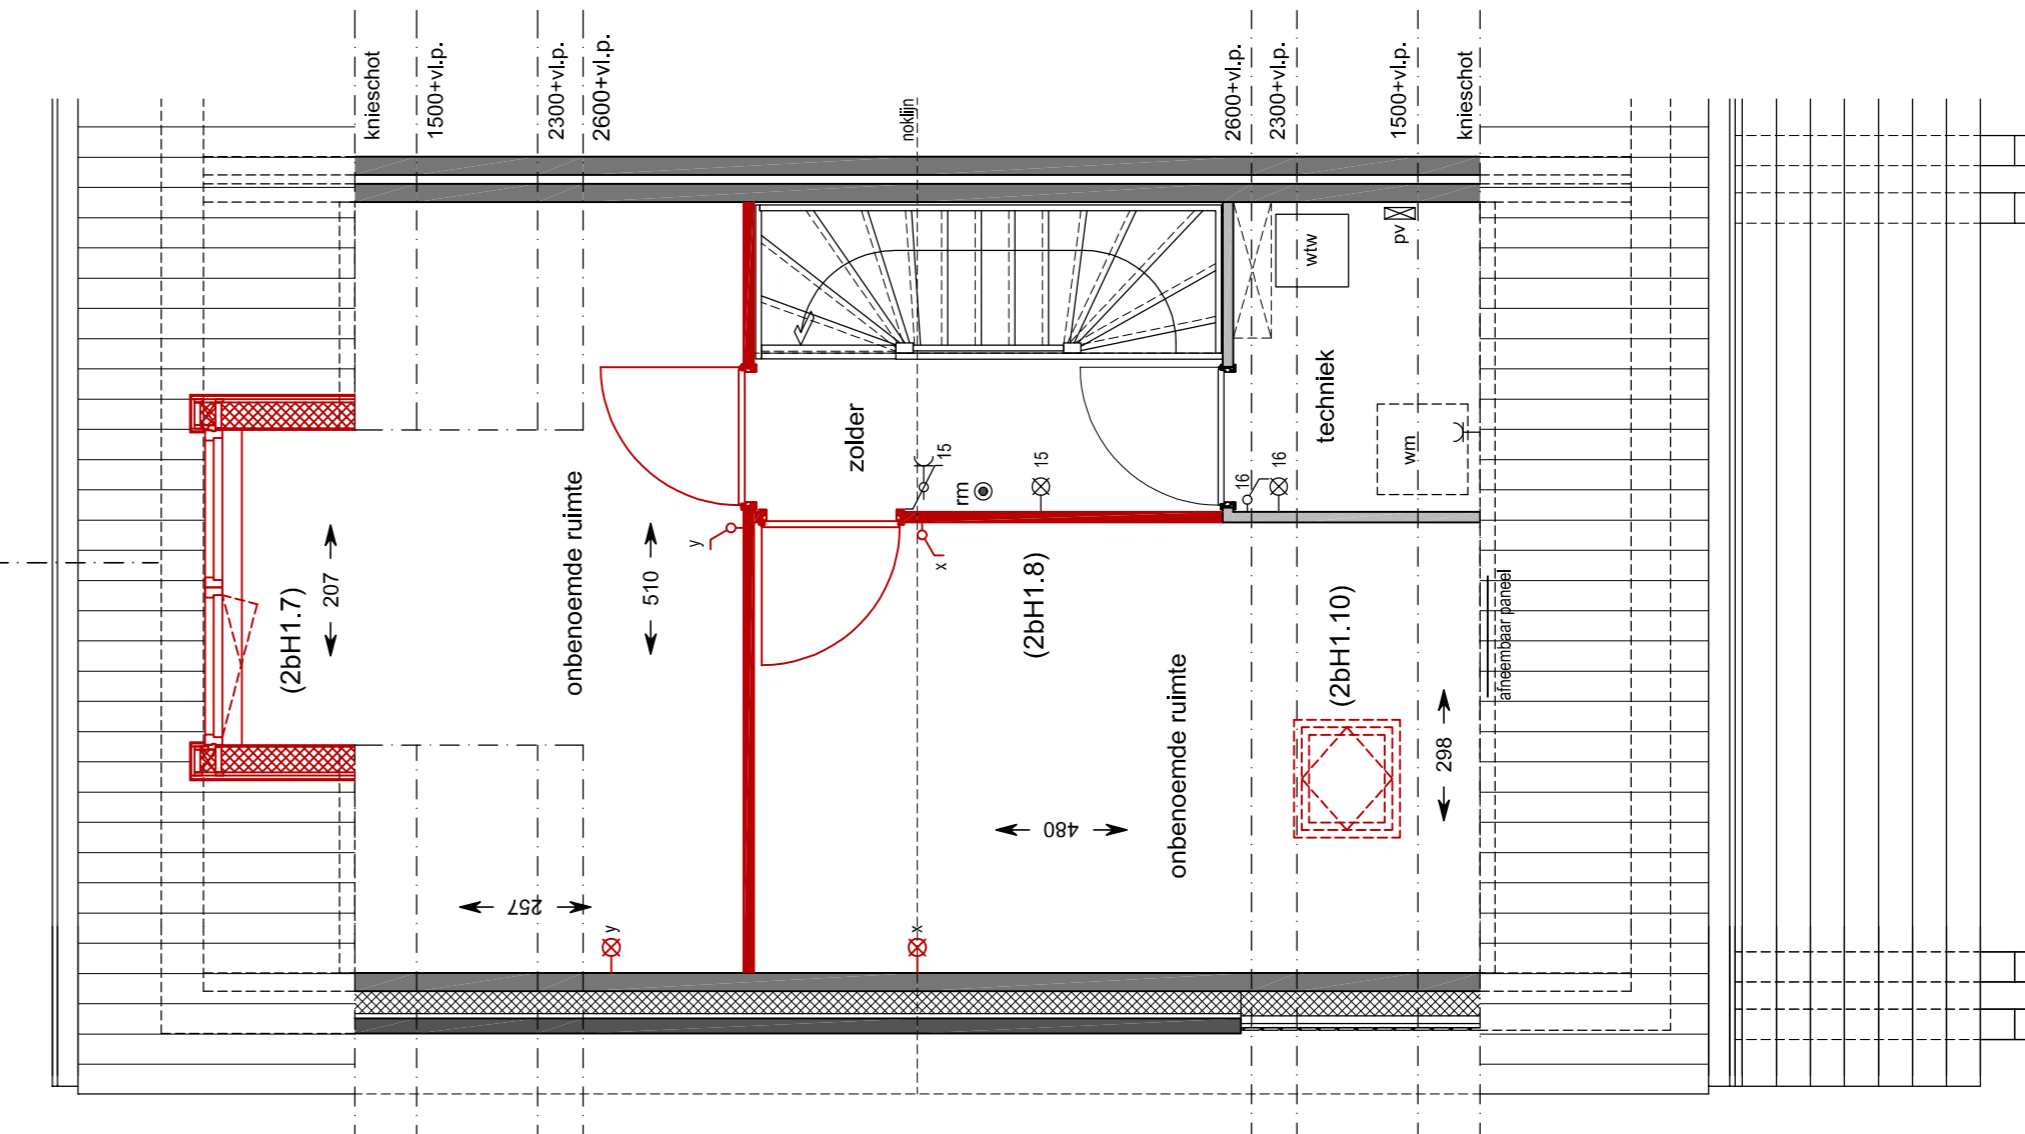 knieschot
1500+vl.p.
2300+vl.p.
2600+vl.p.
noklijn
2600+vl.p.
2300+vl.p.
1500+vl.p.
knieschot
wtw
pv
techniek
wm
zolder
15
rm
15
16
16
(2bH1.7)
207
onbenoemde ruimte
510
y
x
(2bH1.8)
onbenoemde ruimte
(2bH1.10)
298
afneembaar paneel
480
257
y
x